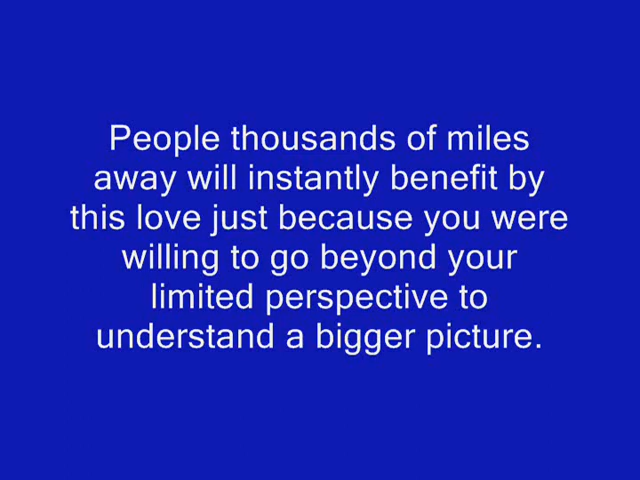 People thousands of miles
away will instantly benefit by
this love just because you were
willing to go beyond your
limited perspective to
understand a bigger picture.